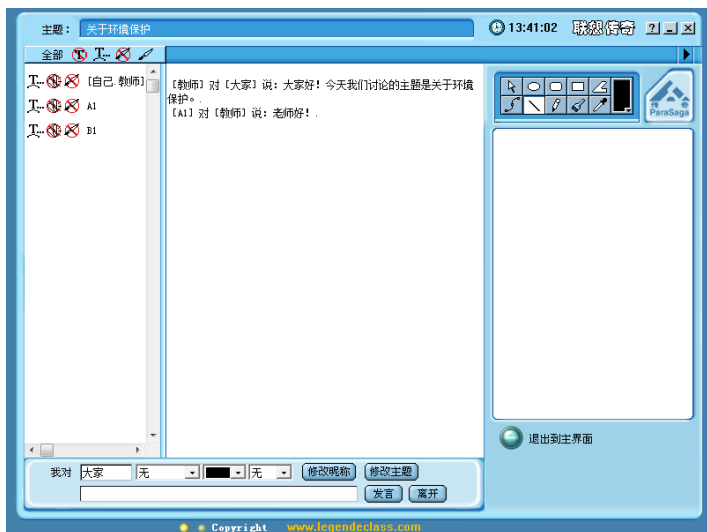 主题： 关于环境保护
13:41:02 联想传奇
全部
[自己.教师]
A1
B1
[教师] 对 [大家] 说：大家好！今天我们讨论的主题是关于环境
保护。.
[A1] 对 [教师] 说：老师好！.
传奇
ParaSaga
退出到主界面
我对 大家 无 无 修改昵称 修改主题
发言 离开
Copyright www.legendeclass.com